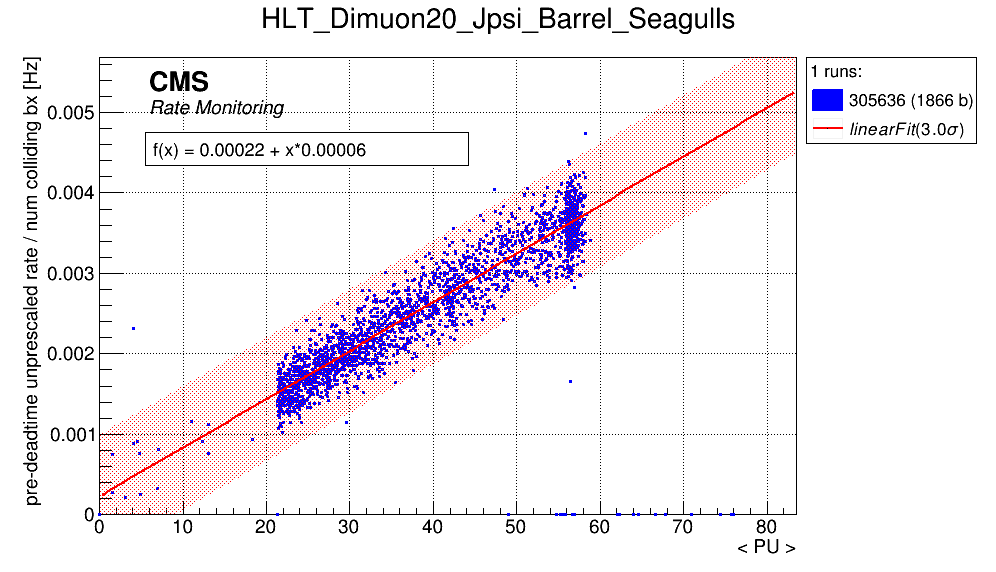 HLT_Dimuon20_Jpsi_Barrel_Seagulls
pre-deadtime unprescaled rate / num colliding bx [Hz]
CMS
Rate Monitoring
f(x) = 0.00022 + x*0.00006
1 runs:
305636 (1866 b)
linearFit(3.0σ)
0.005
0.004
0.003
0.002
0.001
0
0 10 20 30 40 50 60 70 80
< PU >